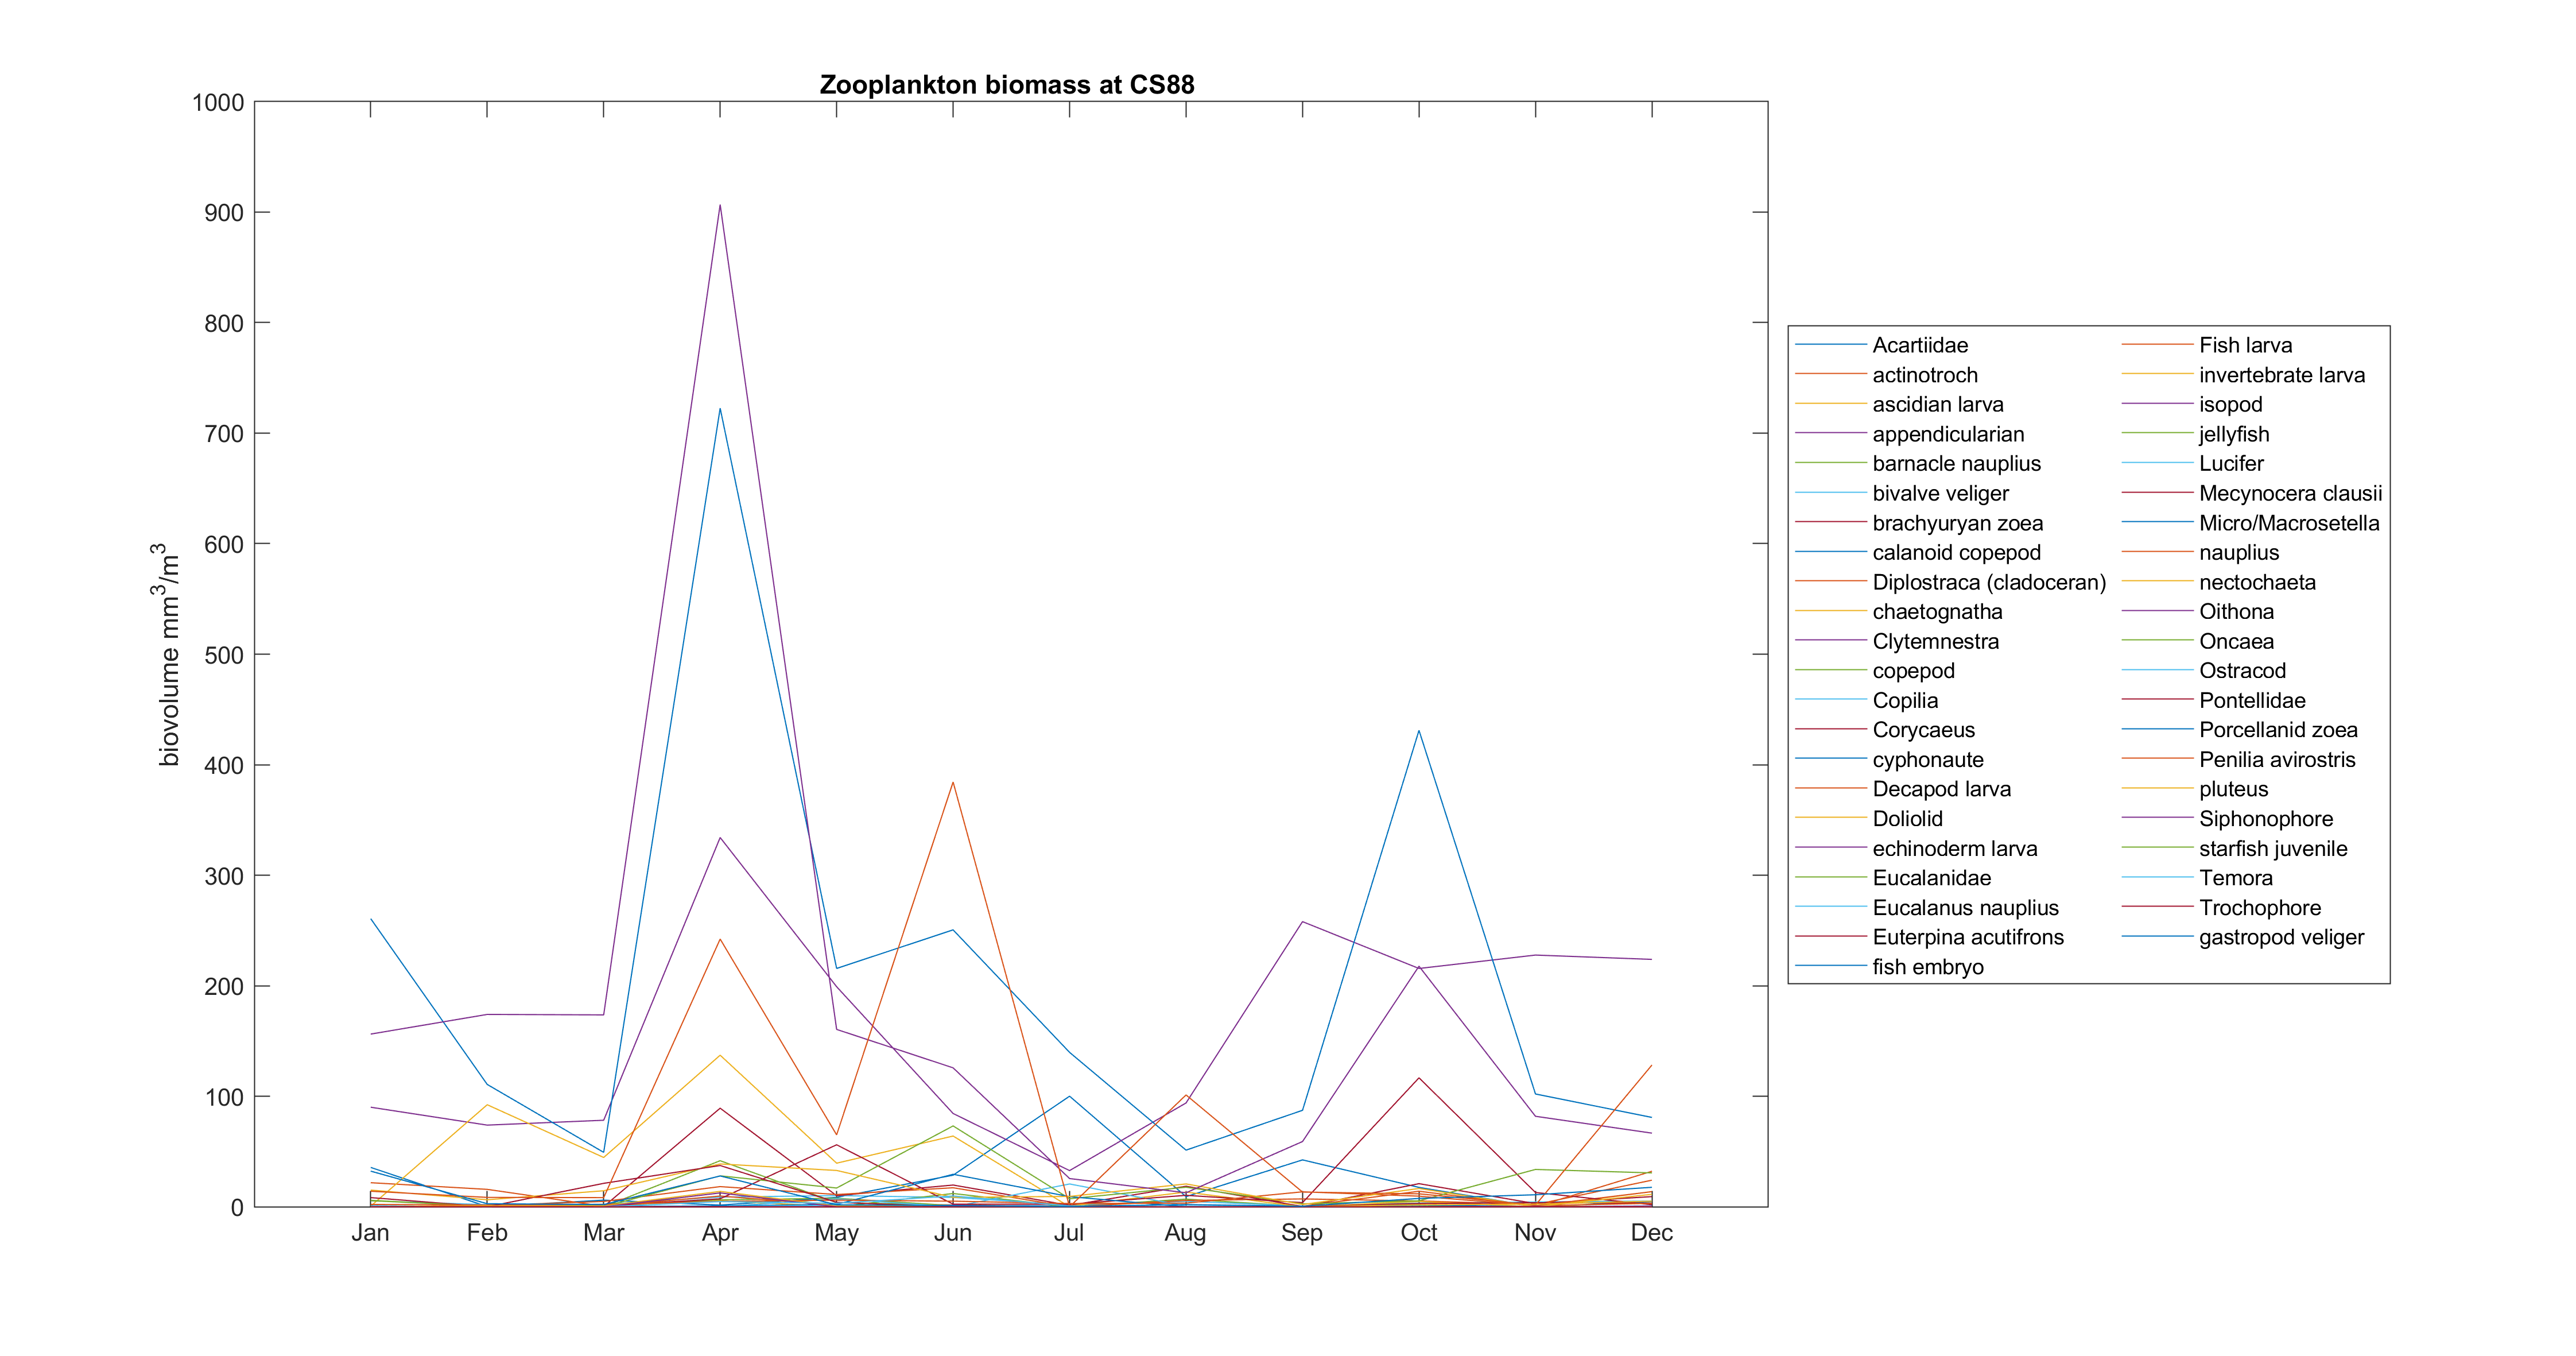 Zooplankton biomass at CS88
1000
900
800
700
600
500
400
300
200
100
0
biovolume mm³/m³
Jan Feb Mar Apr May Jun Jul Aug Sep Oct Nov Dec
Acartiidae
actinotroch
ascidian larva
appendicularian
barnacle nauplius
bivalve veliger
brachyuryan zoea
calanoid copepod
Diplostraca (cladoceran)
chaetognatha
Clytemnestra
copepod
Copilia
Corycaeus
cyphonaute
Decapod larva
Doliolid
echinoderm larva
Eucalanidae
Eucalanus nauplius
Euterpina acutifrons
fish embryo
Fish larva
invertebrate larva
isopod
jellyfish
Lucifer
Mecynocera clausii
Micro/Macrosetella
nauplius
nectochaeta
Oithona
Oncaea
Ostracod
Pontellidae
Porcellanid zoea
Penilia avirostris
pluteus
Siphonophore
starfish juvenile
Temora
Trochophore
gastropod veliger